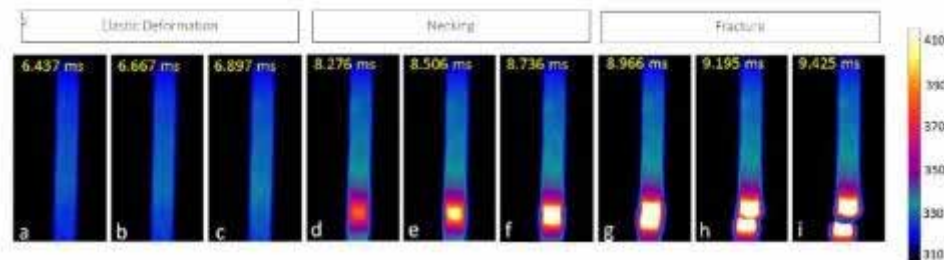 Elastic Deformation
Necking
Fracture
6.437 ms
6.667 ms
6.897 ms
8.276 ms
8.506 ms
8.736 ms
8.966 ms
9.195 ms
9.425 ms
a
b
c
d
e
f
g
h
i
410
390
370
350
330
310